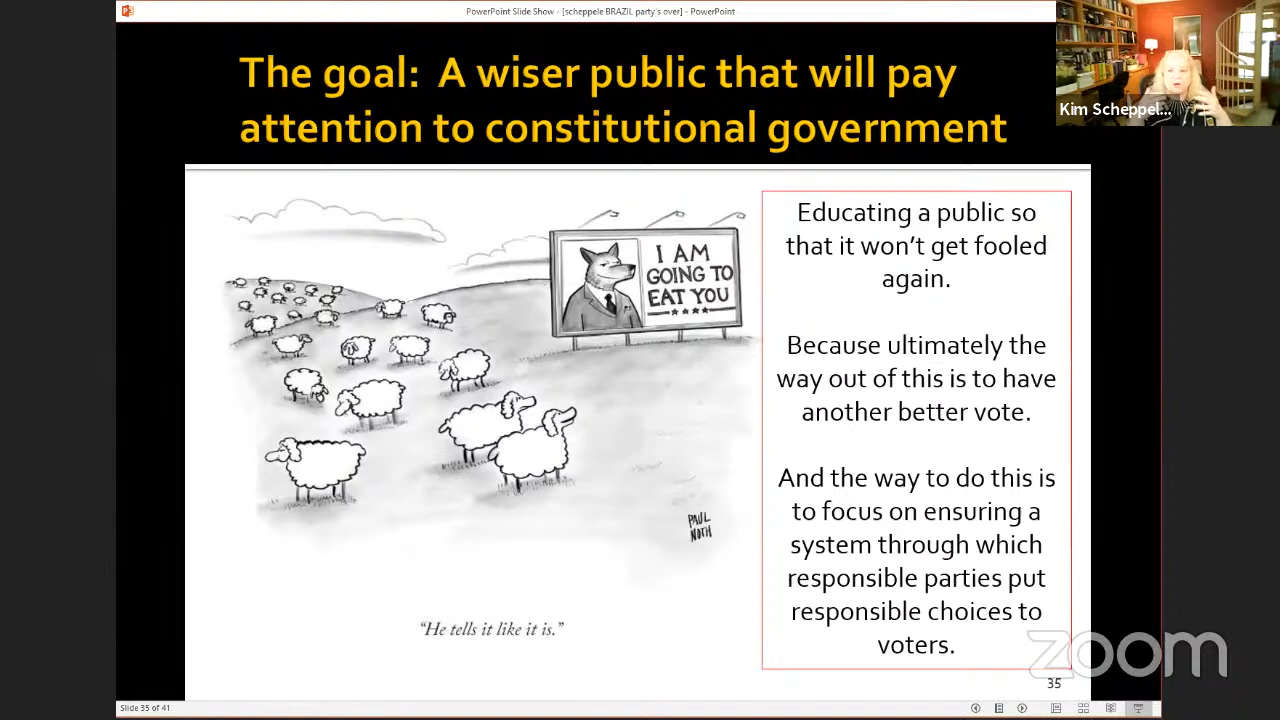 PowerPoint Slide Show - [scheppele BRAZIL party's over] - PowerPoint
The goal: A wiser public that will pay
attention to constitutional government
Kim Scheppel...
I AM
GOING TO
EAT YOU
PAUL
NOTH
"He tells it like it is."
Educating a public so
that it won't get fooled
again.
Because ultimately the
way out of this is to have
another better vote.
And the way to do this is
to focus on ensuring a
system through which
responsible parties put
responsible choices to
voters.
zoom
35
Slide 35 of 41